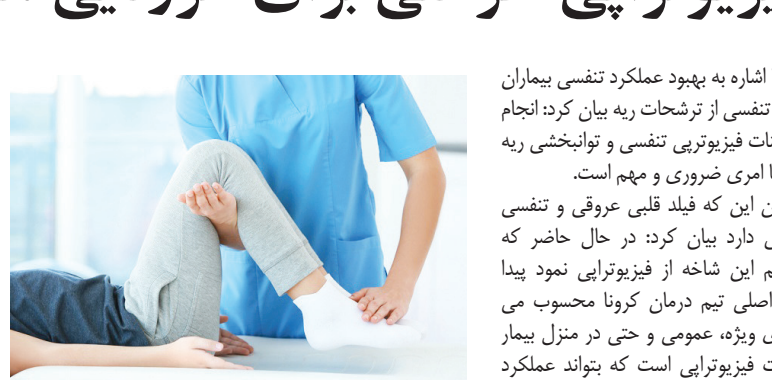 اشاره به بهبود عملکرد تنفسی بیماران
تنفسی از ترشحات ریه بیان کرد: انجام
فیزیوترپی تنفسی و توانبخشی ریه
امری ضروری و مهم است.
این که فیلد قلبی عروقی و تنفسی
دارد بیان کرد: در حال حاضر که
این شاخه از فیزیوتراپی نمود پیدا
اصلی تیم درمان کرونا محسوب می
ویژه، عمومی و حتی در منزل بیمار
فیزیوتراپی است که بتواند عملکرد